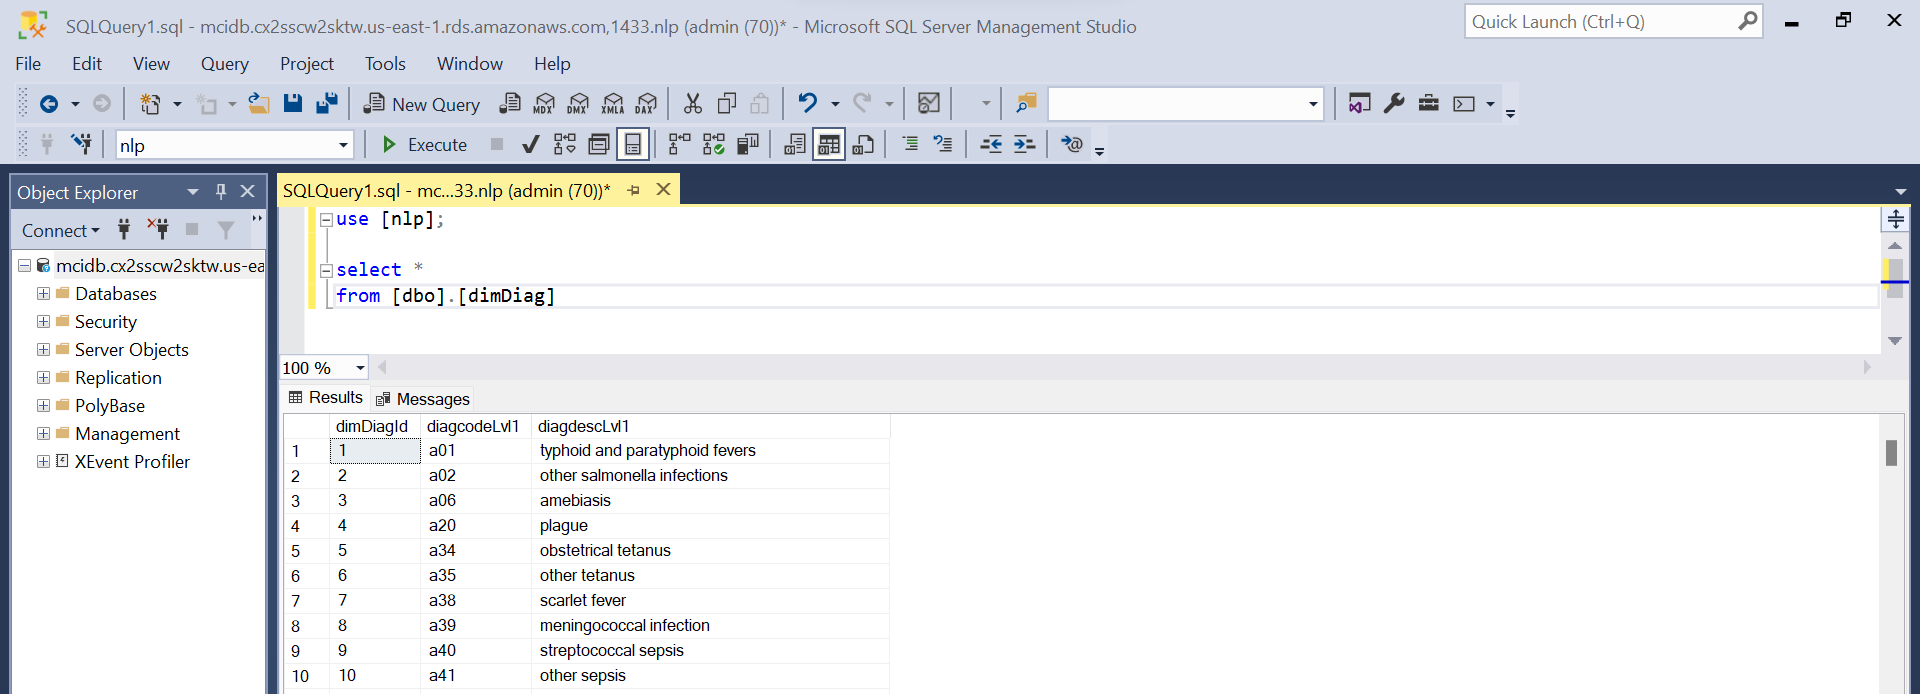 SQLQuery1.sql - mcidb.cx2sscw2sktw.us-east-1.rds.amazonaws.com,1433.nlp (admin (70))* - Microsoft SQL Server Management Studio
Quick Launch (Ctrl+Q)
File Edit View Query Project Tools Window Help
New Query MDX DMX XMLA DAX
nlp Execute
Object Explorer
Connect
mcidb.cx2sscw2sktw.us-ea
Databases
Security
Server Objects
Replication
PolyBase
Management
XEvent Profiler
SQLQuery1.sql - mc...33.nlp (admin (70))*
use [nlp];
select *
from [dbo].[dimDiag]
100 %
Results Messages
dimDiagId diagcodeLvl1 diagdescLvl1
1 1 a01 typhoid and paratyphoid fevers
2 2 a02 other salmonella infections
3 3 a06 amebiasis
4 4 a20 plague
5 5 a34 obstetrical tetanus
6 6 a35 other tetanus
7 7 a38 scarlet fever
8 8 a39 meningococcal infection
9 9 a40 streptococcal sepsis
10 10 a41 other sepsis